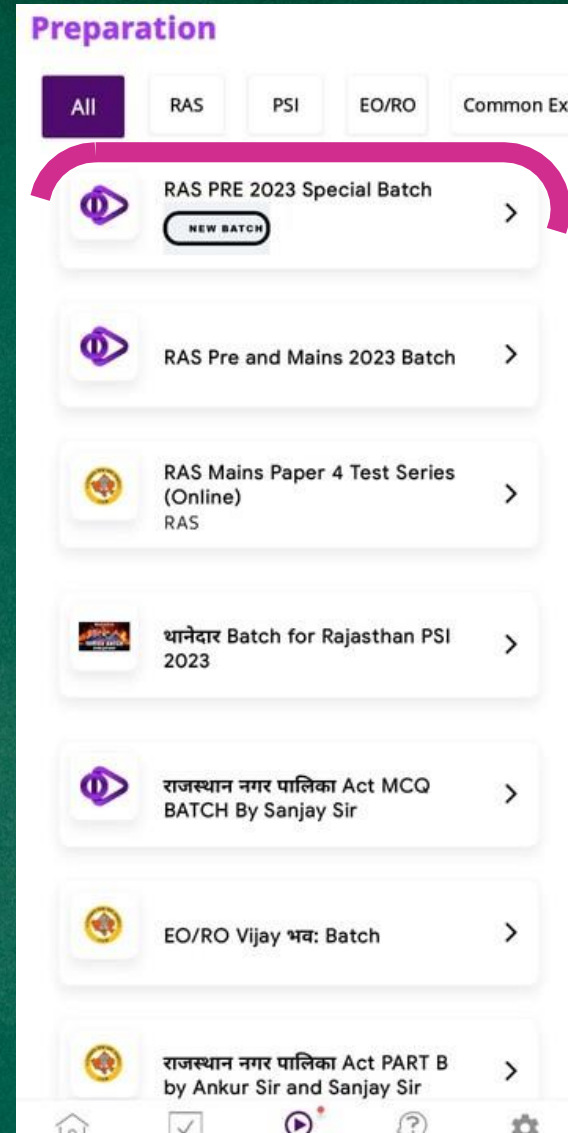 Preparation
All RAS PSI EO/RO Common Ex
RAS PRE 2023 Special Batch
NEW BATCH
RAS Pre and Mains 2023 Batch
RAS Mains Paper 4 Test Series
(Online)
RAS
थानेदार Batch for Rajasthan PSI
2023
राजस्थान नगर पालिका Act MCQ
BATCH By Sanjay Sir
EO/RO Vijay भव: Batch
राजस्थान नगर पालिका Act PART B
by Ankur Sir and Sanjay Sir